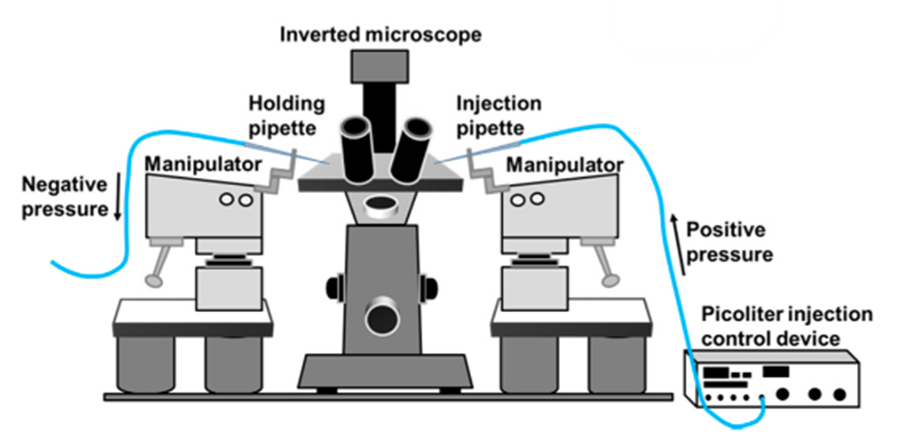 Inverted microscope
Holding
pipette
Injection
pipette
Manipulator
Manipulator
Negative
pressure
Positive
pressure
Picoliter injection
control device